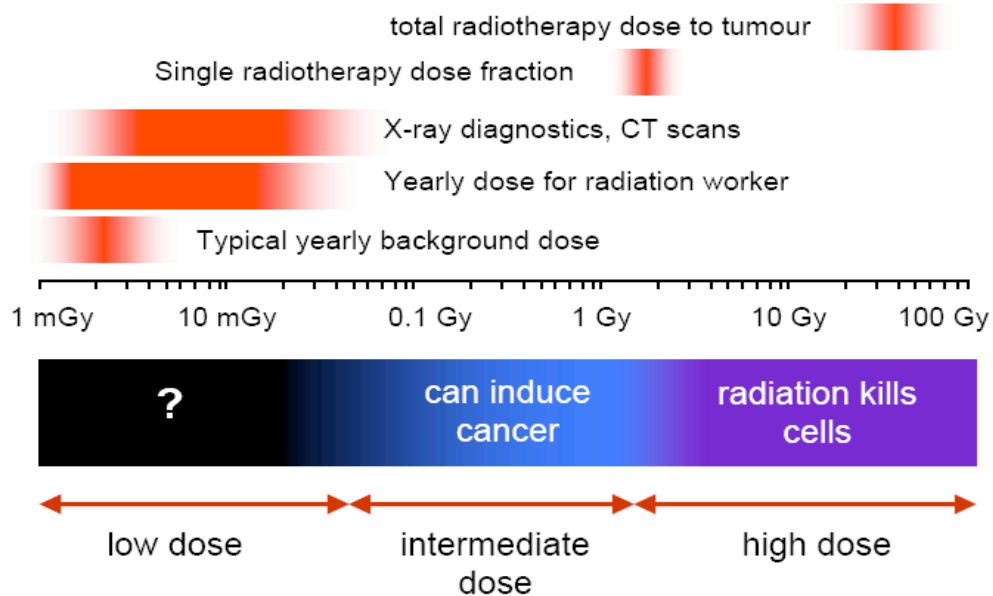 total radiotherapy dose to tumour
Single radiotherapy dose fraction
X-ray diagnostics, CT scans
Yearly dose for radiation worker
Typical yearly background dose
1 mGy 10 mGy 0.1 Gy 1 Gy 10 Gy 100 Gy
? can induce radiation kills
cancer cells
low dose intermediate high dose
dose